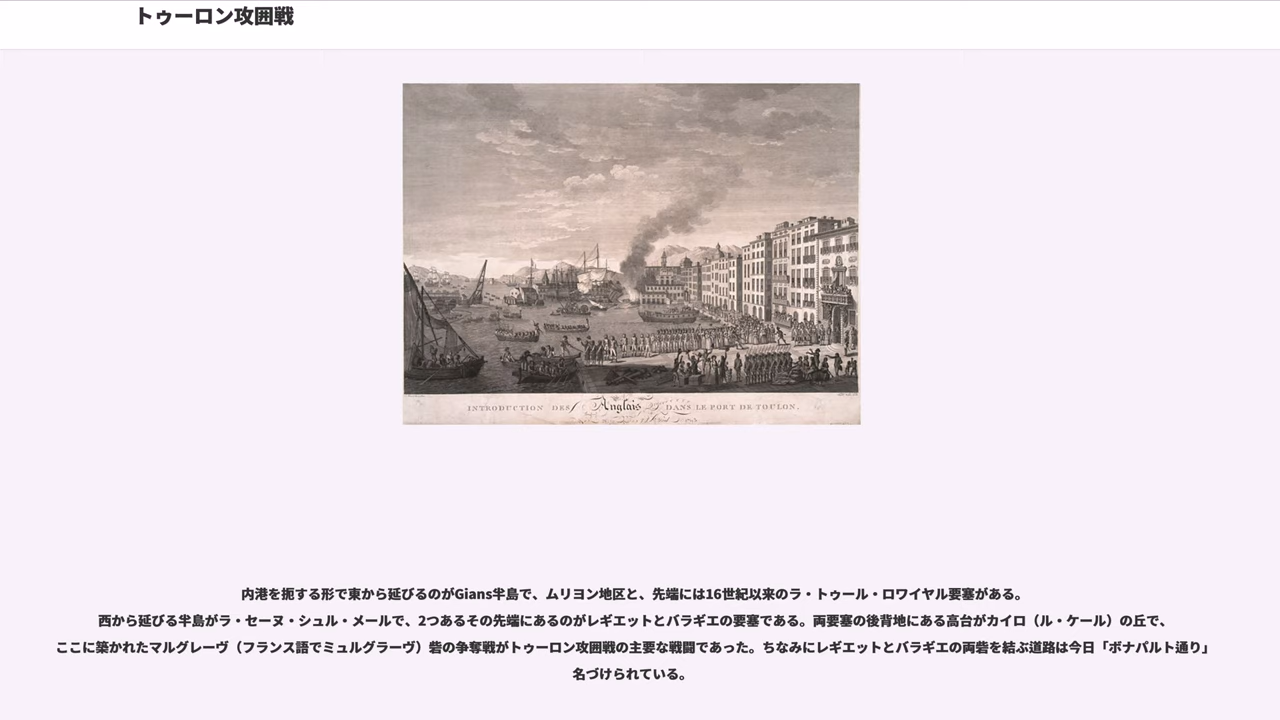 トゥーロン攻囲戦
INTRODUCTION DES Anglais DANS LE PORT DE TOULON.
内港を扼する形で東から延びるのがGians半島で、ムリヨン地区と、先端には16世紀以来のラ・トゥール・ロワイヤル要塞がある。
西から延びる半島がラ・セーヌ・シュル・メールで、2つあるその先端にあるのがレギエットとバラギエの要塞である。両要塞の後背地にある高台がカイロ（ル・ケール）の丘で、
ここに築かれたマルグレーヴ（フランス語でミュルグラーヴ）砦の争奪戦がトゥーロン攻囲戦の主要な戦闘であった。ちなみにレギエットとバラギエの両砦を結ぶ道路は今日「ボナパルト通り」
名づけられている。